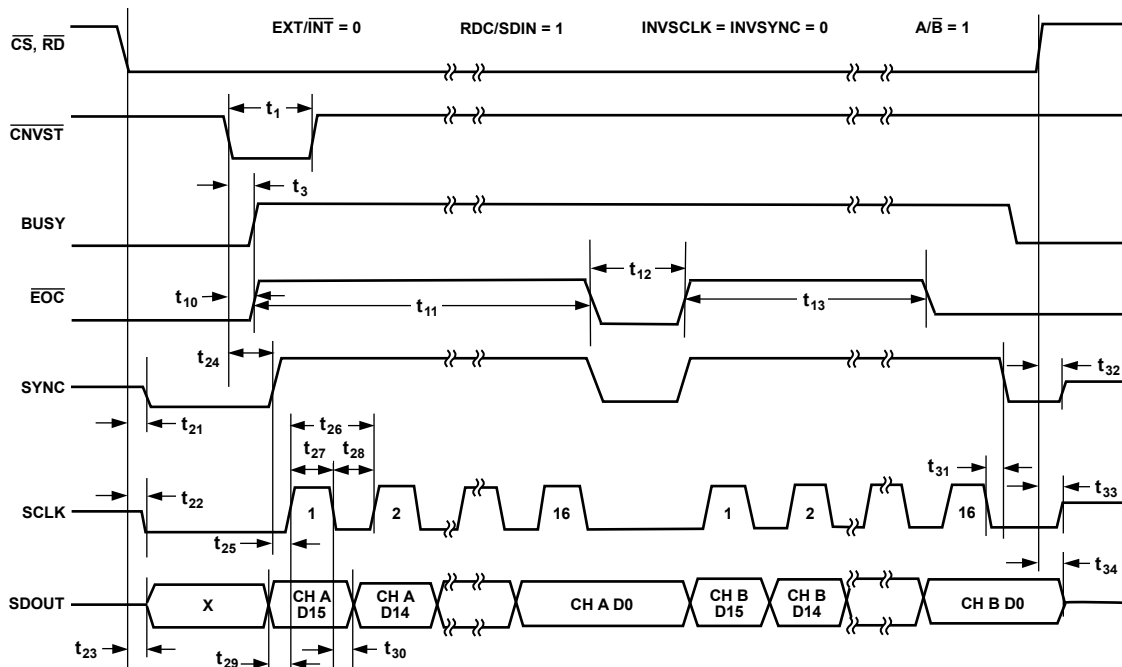 EXT/INT = 0 RDC/SDIN = 1 INVSCLK = INVSYNC = 0 A/B = 1
CS, RD
t1
CNVST
t3
BUSY
t12
EOC
t10
t11
t13
t24
SYNC
t32
t21
t26
t27 t28
t31
t22
t33
SCLK
1 2 16 1 2 16
t25
t34
SDOUT
X
CH A D15
CH A D14
CH A D0
CH B D15
CH B D14
CH B D0
t23
t29
t30